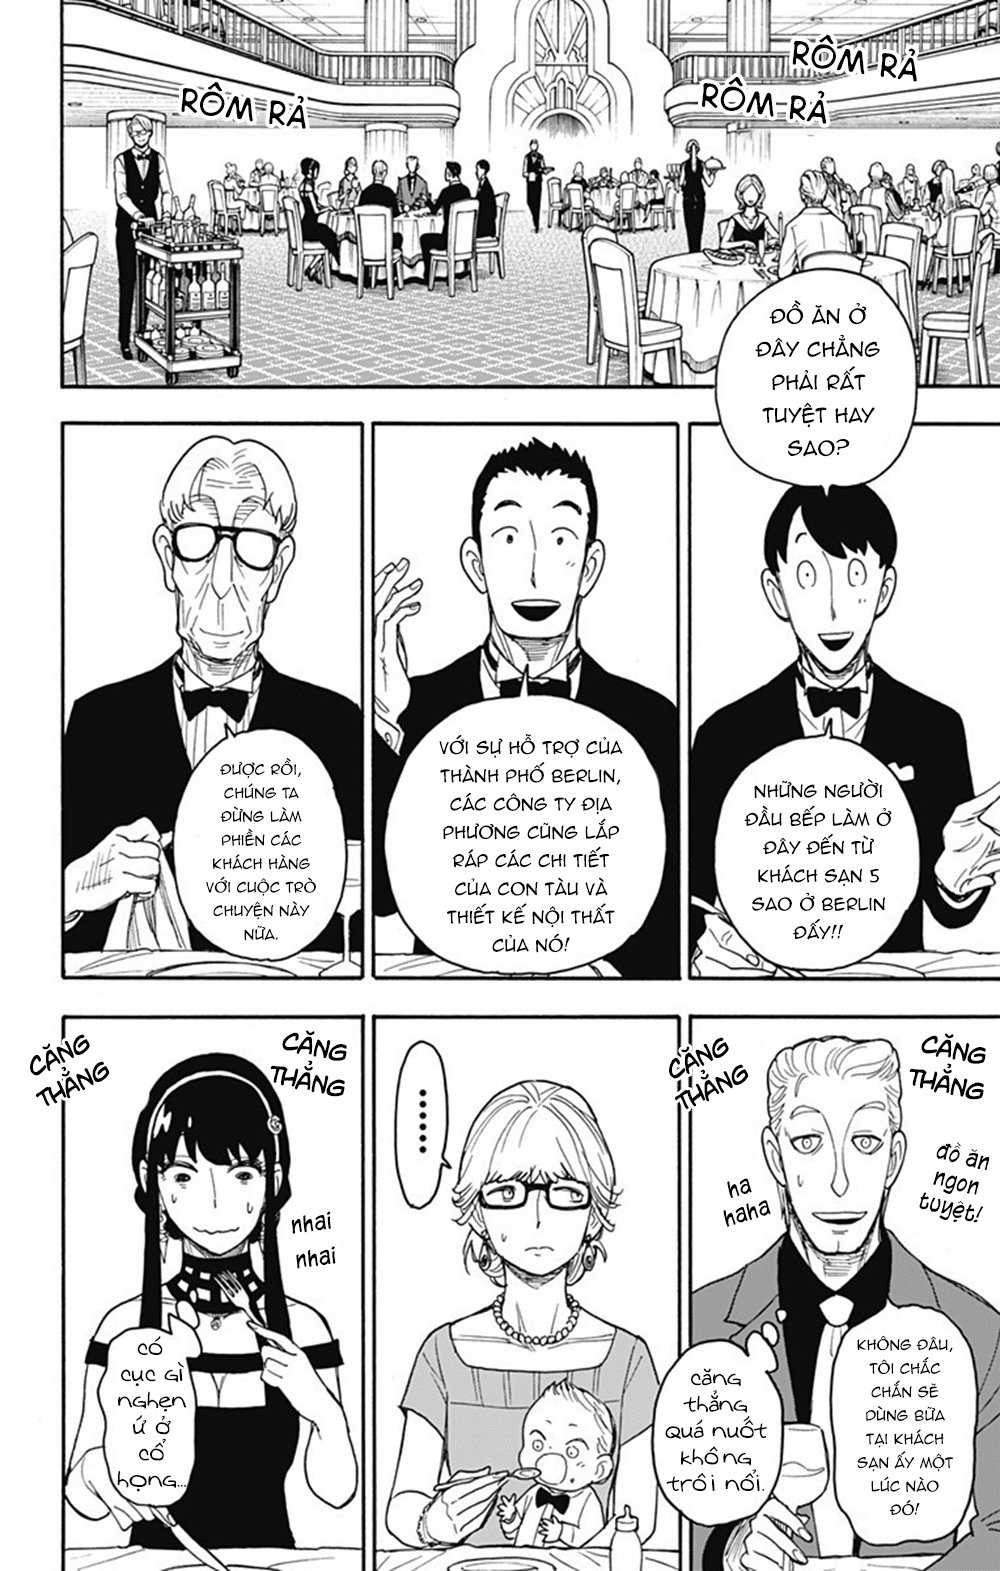 RÔM RẢ
RÔM RẢ
RÔM RẢ
ĐỒ ĂN Ở
ĐÂY CHẲNG
PHẢI RẤT
TUYỆT HAY
SAO?
NHỮNG NGƯỜI
ĐẦU BẾP LÀM Ở
ĐÂY ĐẾN TỪ
KHÁCH SẠN 5
SAO Ở BERLIN
ĐẤY!!
VỚI SỰ HỖ TRỢ CỦA
THÀNH PHỐ BERLIN,
CÁC CÔNG TY ĐỊA
PHƯƠNG CŨNG LẮP
RÁP CÁC CHI TIẾT
CỦA CON TÀU VÀ
THIẾT KẾ NỘI THẤT
CỦA NÓ!
ĐƯỢC RỒI,
CHÚNG TA
ĐỪNG LÀM
PHIỀN CÁC
KHÁCH HÀNG
VỚI CUỘC TRÒ
CHUYỆN NÀY
NỮA.
CĂNG
THẲNG
CĂNG
THẲNG
đồ ăn
ngon
tuyệt!
ha
haha
KHÔNG ĐÂU,
TÔI CHẮC
CHẮN SẼ
DÙNG BỮA
TẠI KHÁCH
SẠN ẤY MỘT
LÚC NÀO
ĐÓ!
căng
thẳng
quá nuốt
không
trôi nổi.
......
CĂNG
THẲNG
CĂNG
THẲNG
nhai
nhai
có
cục gì
nghẹn
ứ ở
cổ
họng...